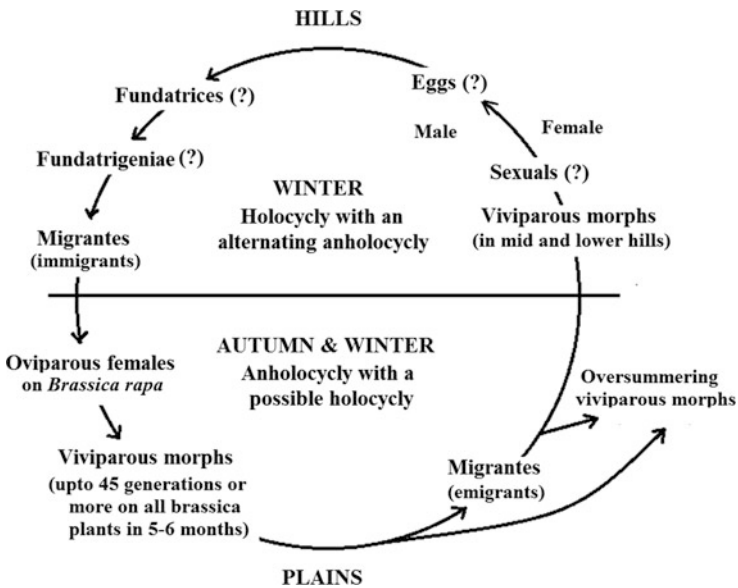 HILLS
Fundatrices (?)
Eggs (?)
Male
Female
Fundatrigeniae (?)
Sexuals (?)
WINTER
Holocycly with an
alternating anholocycly
Viviparous morphs
(in mid and lower hills)
Migrantes
(immigrants)
AUTUMN & WINTER
Anholocycly with a
possible holocycly
Oviparous females
on Brassica rapa
Oversummering
viviparous morphs
Viviparous morphs
(upto 45 generations or
more on all brassica
plants in 5-6 months)
Migrantes
(emigrants)
PLAINS